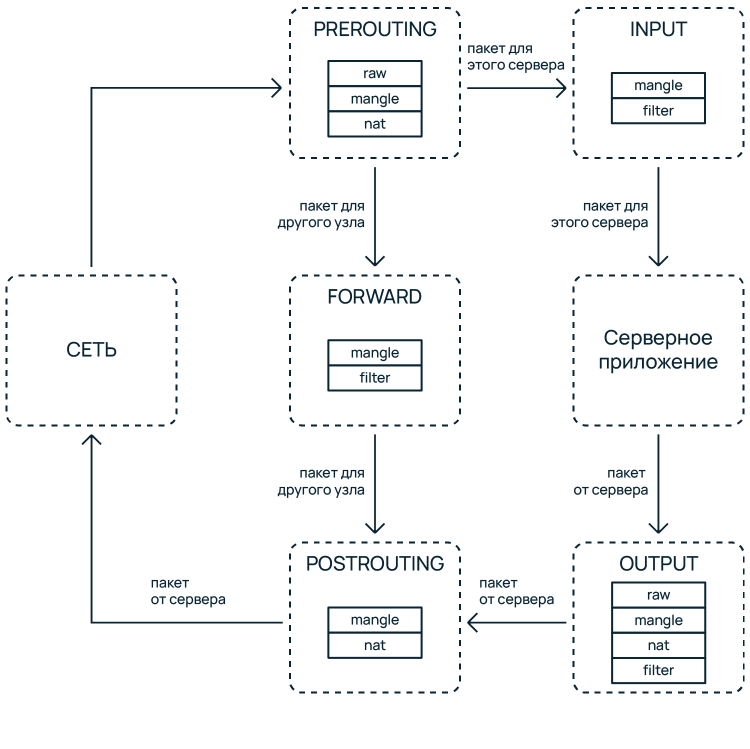 PREROUTING
raw
mangle
nat
пакет для
этого сервера
INPUT
mangle
filter
пакет для
другого узла
пакет для
этого сервера
СЕТЬ
FORWARD
mangle
filter
Серверное
приложение
пакет для
другого узла
пакет
от сервера
пакет
от сервера
POSTROUTING
mangle
nat
пакет
от сервера
OUTPUT
raw
mangle
nat
filter